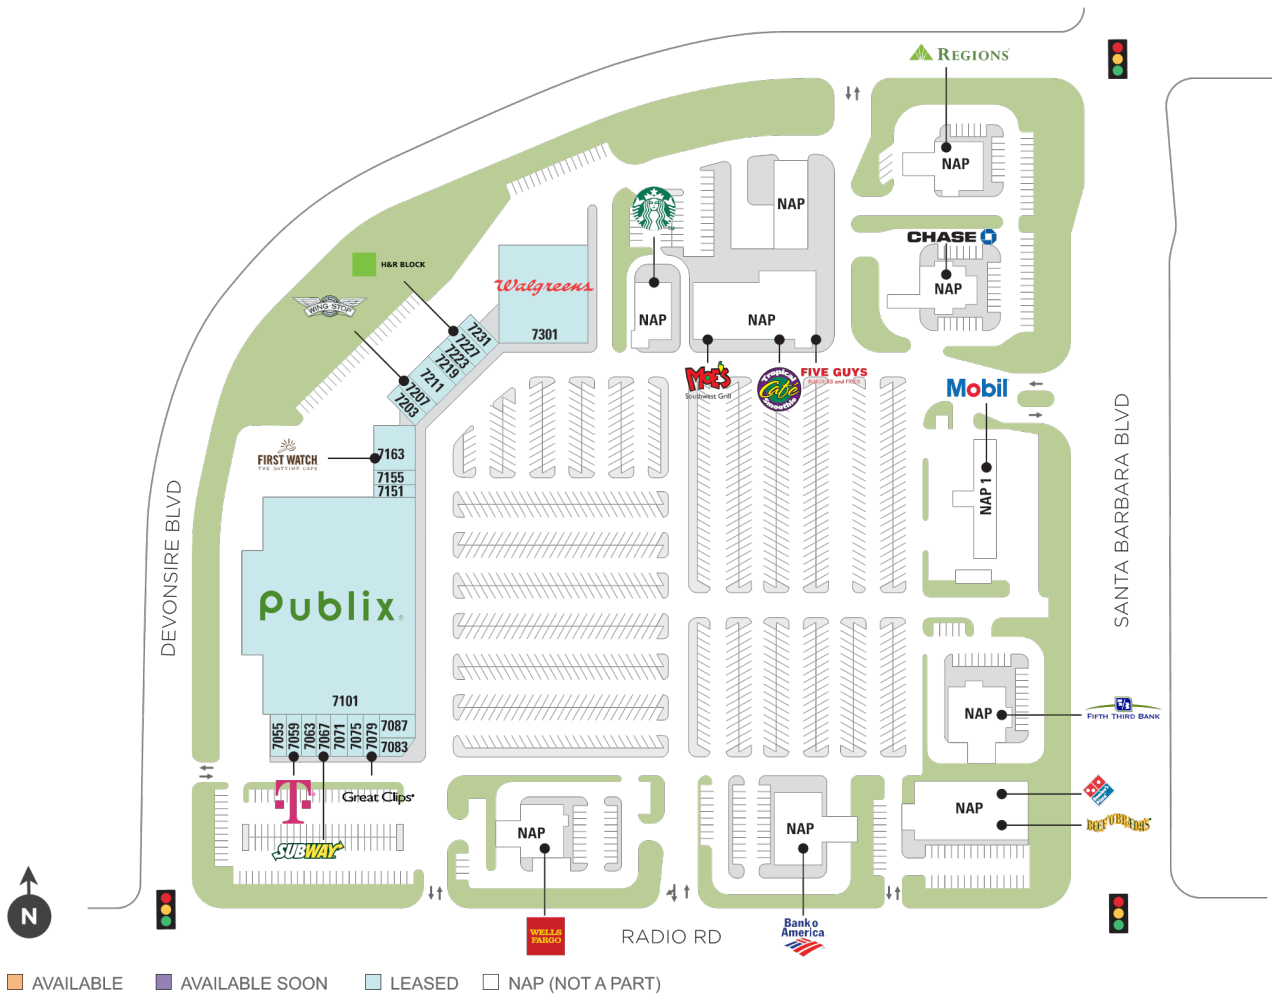 REGIONS
NAP
NAP
CHASE
NAP
H&R BLOCK
WING·STOP
Walgreens
7301
NAP
NAP
MOE'S
Southwest Grill
Tropical
Cafe
Smoothie
FIVE GUYS
BURGERS and FRIES
Mobil
NAP 1
7231
7227
7223
7219
7211
7207
7203
FIRST WATCH
THE DAYTIME CAFE
7163
7155
7151
Publix
7101
7055
7059
7063
7067
7071
7075
7079
7087
7083
T
Great Clips
SUBWAY
DEVONSIRE BLVD
SANTA BARBARA BLVD
NAP
FIFTH THIRD BANK
NAP
Domino's
Pizza
BEEF 'O' BRADY'S
NAP
WELLS
FARGO
NAP
Bank o
America
RADIO RD
N
AVAILABLE
AVAILABLE SOON
LEASED
NAP (NOT A PART)